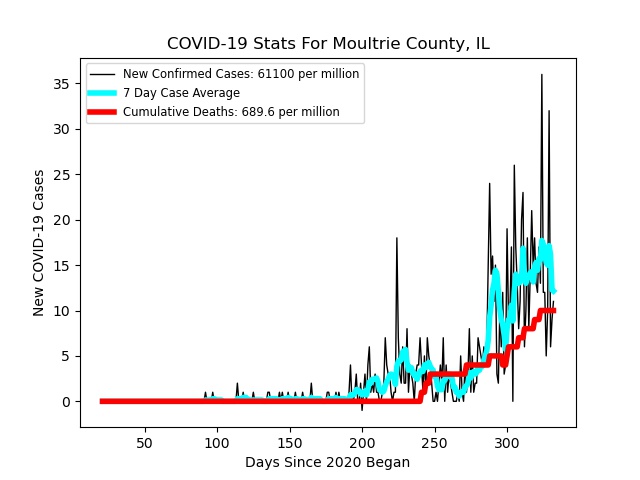 COVID-19 Stats For Moultrie County, IL
New Confirmed Cases: 61100 per million
7 Day Case Average
Cumulative Deaths: 689.6 per million
New COVID-19 Cases
35
30
25
20
15
10
5
0
50
100
150
200
250
300
Days Since 2020 Began